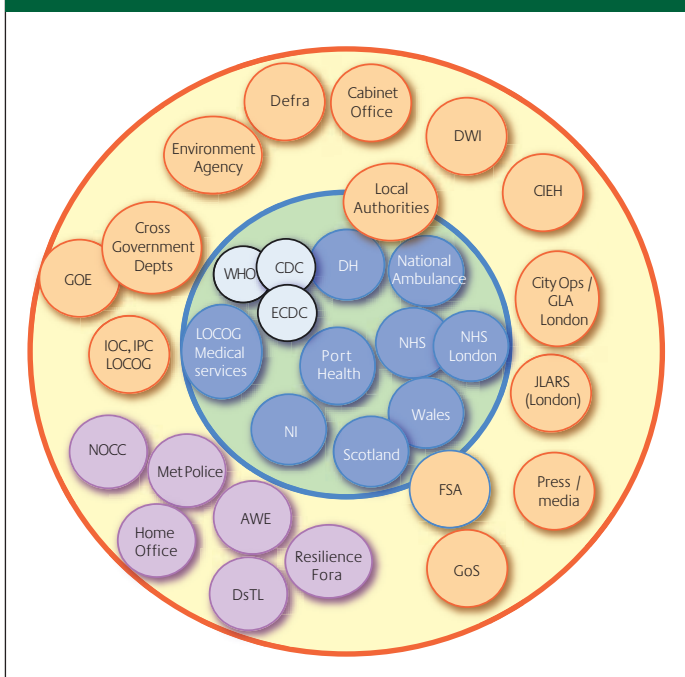 Defra
Cabinet
Office
DWI
Environment
Agency
CIEH
Local
Authorities
Cross
Government
Depts
GOE
WHO
CDC
DH
National
Ambulance
ECDC
City Ops /
GLA
London
IOC, IPC
LOCOG
LOCOG
Medical
services
Port
Health
NHS
NHS
London
JLARS
(London)
Wales
NI
Scotland
NOCC
Met Police
FSA
Press /
media
AWE
Home
Office
Resilience
Fora
GoS
DsTL